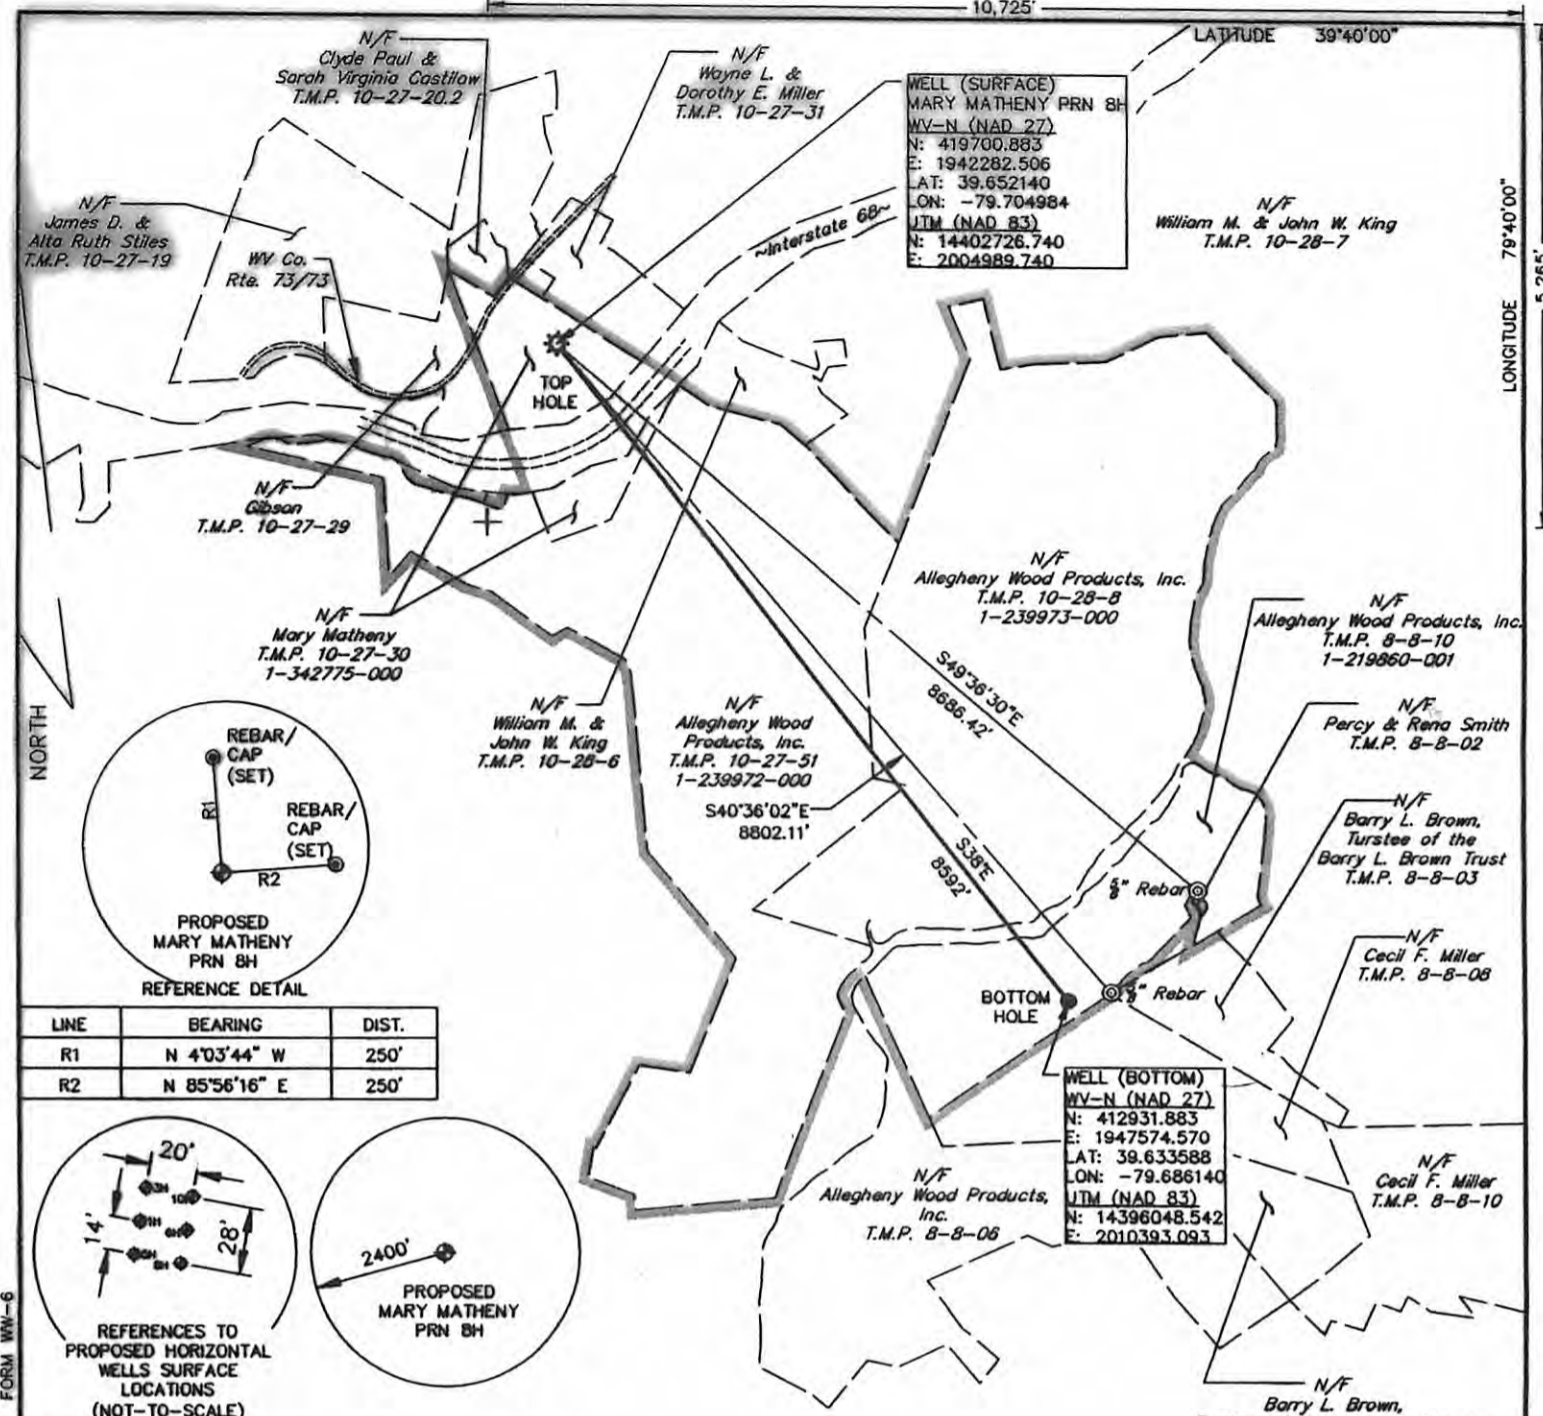 10,725'
LATITUDE 39°40'00"
N/F
Clyde Paul &
Sarah Virginia Castilow
T.M.P. 10-27-20.2
N/F
Wayne L. &
Dorothy E. Miller
T.M.P. 10-27-31
WELL (SURFACE)
MARY MATHENY PRN 8H
WV-N (NAD 27)
N: 419700.883
E: 1942282.506
LAT: 39.652140
LON: -79.704984
UTM (NAD 83)
N: 14402726.740
E: 2004989.740
N/F
William M. & John W. King
T.M.P. 10-28-7
LONGITUDE 79°40'00"
5,265'
N/F
James D. &
Alta Ruth Stiles
T.M.P. 10-27-19
WV Co.
Rte. 73/73
~Interstate 68~
TOP
HOLE
N/F
Gibson
T.M.P. 10-27-29
N/F
Mary Matheny
T.M.P. 10-27-30
1-342775-000
N/F
Allegheny Wood Products, Inc.
T.M.P. 10-28-8
1-239973-000
N/F
Allegheny Wood Products, Inc.
T.M.P. 8-8-10
1-219860-001
N/F
William M. &
John W. King
T.M.P. 10-28-6
N/F
Allegheny Wood
Products, Inc.
T.M.P. 10-27-51
1-239972-000
S49°36'30"E
8686.42'
N/F
Percy & Rena Smith
T.M.P. 8-8-02
S40°36'02"E
8802.11'
S38°E
8592'
N/F
Barry L. Brown,
Turstee of the
Barry L. Brown Trust
T.M.P. 8-8-03
NORTH
REBAR/
CAP
(SET)
R1
REBAR/
CAP
(SET)
R2
PROPOSED
MARY MATHENY
PRN 8H
REFERENCE DETAIL
5/8" Rebar
N/F
Cecil F. Miller
T.M.P. 8-8-08
BOTTOM
HOLE
5/8" Rebar
LINE BEARING DIST.
R1 N 4°03'44" W 250'
R2 N 85°56'16" E 250'
WELL (BOTTOM)
WV-N (NAD 27)
N: 412931.883
E: 1947574.570
LAT: 39.633588
LON: -79.686140
UTM (NAD 83)
N: 14396048.542
E: 2010393.093
N/F
Allegheny Wood Products,
Inc.
T.M.P. 8-8-06
N/F
Cecil F. Miller
T.M.P. 8-8-10
20'
3H
1H
8H
14'
28'
REFERENCES TO
PROPOSED HORIZONTAL
WELLS SURFACE
LOCATIONS
(NOT-TO-SCALE)
2400'
PROPOSED
MARY MATHENY
PRN 8H
FORM WW-6
N/F
Barry L. Brown,